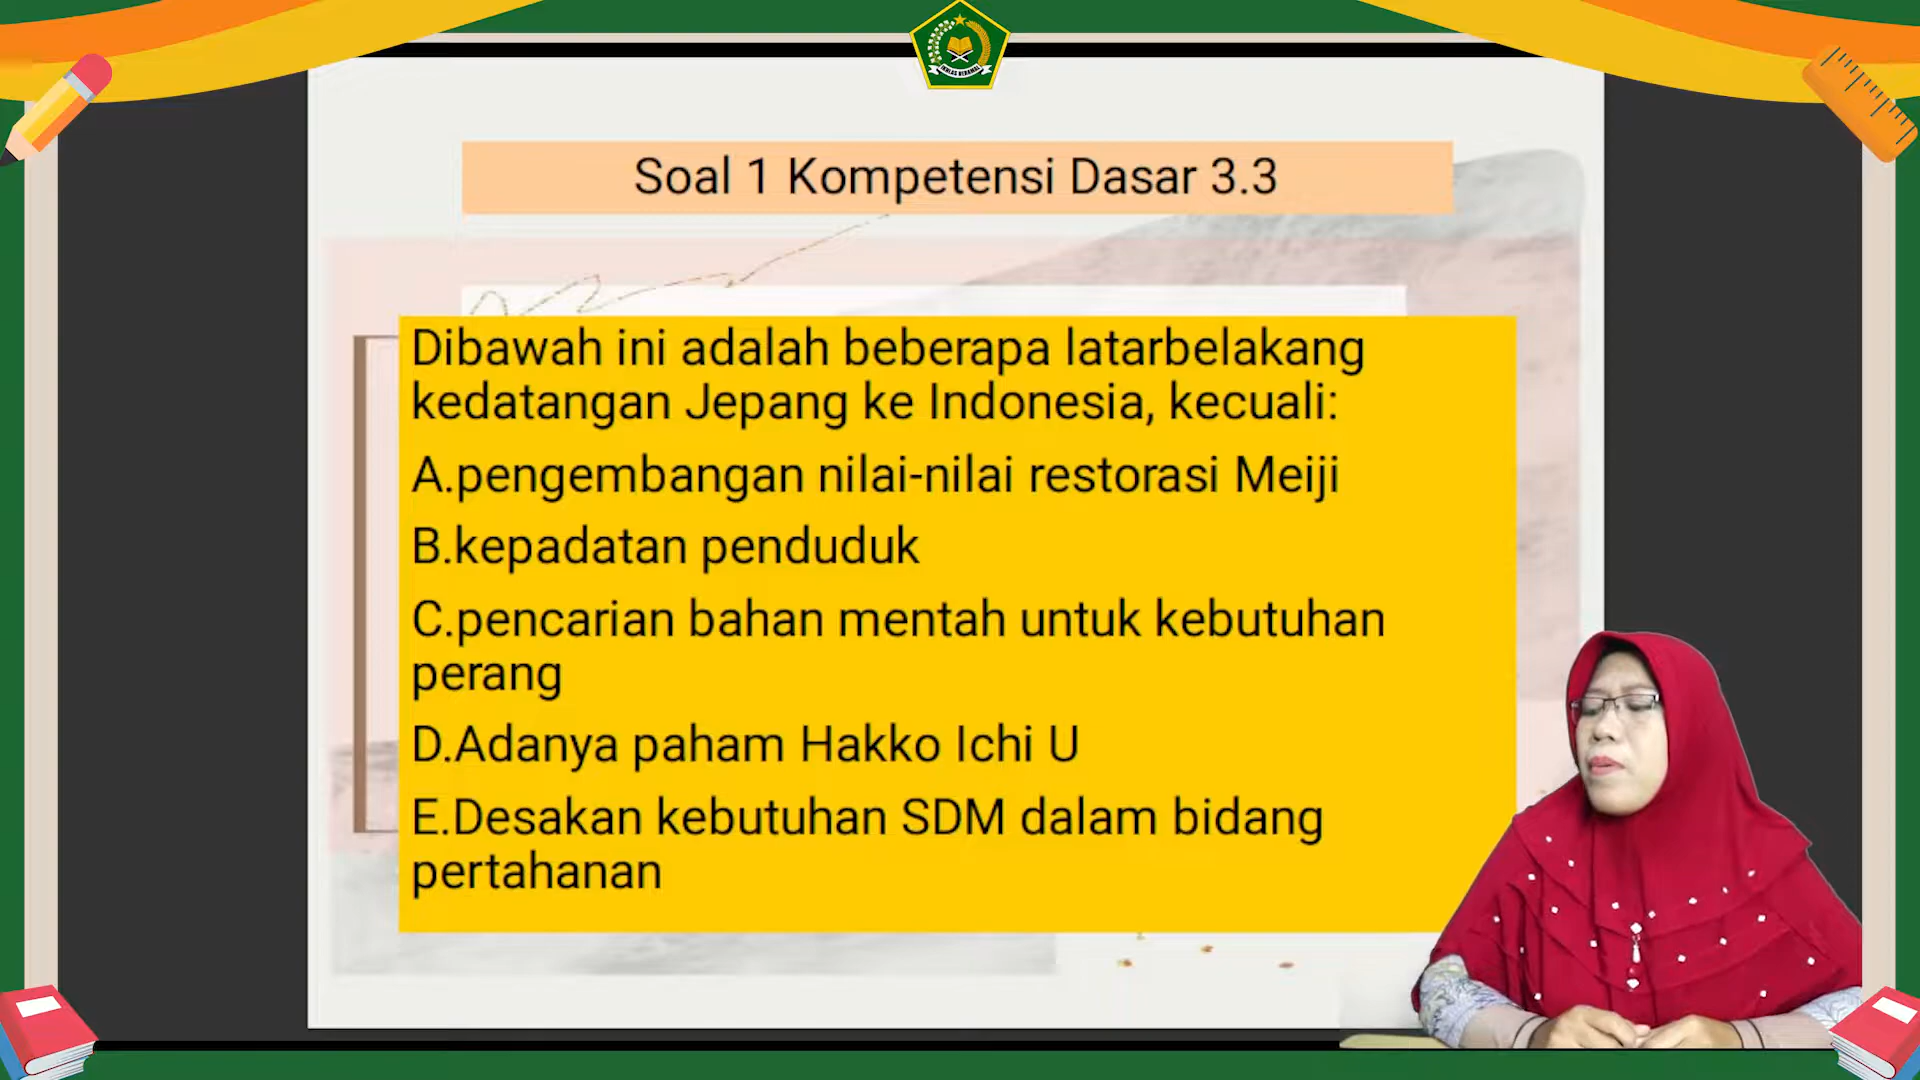 IKHLAS BERAMAL
Soal 1 Kompetensi Dasar 3.3
Dibawah ini adalah beberapa latarbelakang
kedatangan Jepang ke Indonesia, kecuali:
A.pengembangan nilai-nilai restorasi Meiji
B.kepadatan penduduk
C.pencarian bahan mentah untuk kebutuhan
perang
D.Adanya paham Hakko Ichi U
E.Desakan kebutuhan SDM dalam bidang
pertahanan